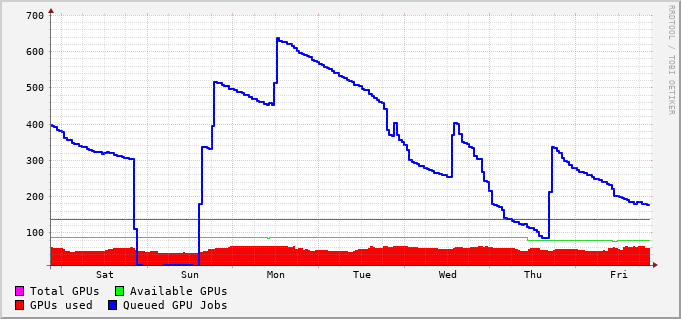 700
600
500
400
300
200
100
Sat Sun Mon Tue Wed Thu Fri
Total GPUs Available GPUs
GPUs used Queued GPU Jobs
RRDTOOL / TOBI OETIKER